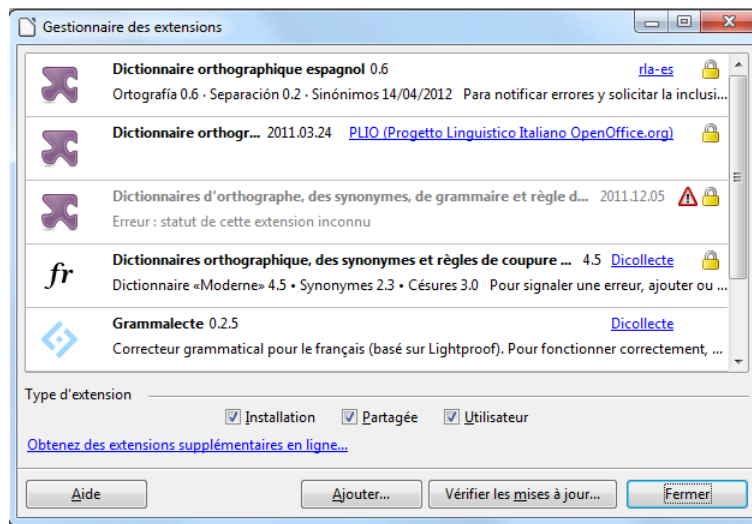 Gestionnaire des extensions
Dictionnaire orthographique espagnol 0.6 rla-es
Ortografía 0.6 · Separación 0.2 · Sinónimos 14/04/2012 Para notificar errores y solicitar la inclusi...
Dictionnaire orthogr... 2011.03.24 PLIO (Progetto Linguistico Italiano OpenOffice.org)
Dictionnaires d'orthographe, des synonymes, de grammaire et règle d... 2011.12.05
Erreur : statut de cette extension inconnu
fr
Dictionnaires orthographique, des synonymes et règles de coupure ... 4.5 Dicollecte
Dictionnaire «Moderne» 4.5 • Synonymes 2.3 • Césures 3.0 Pour signaler une erreur, ajouter ou ...
Grammalecte 0.2.5 Dicollecte
Correcteur grammatical pour le français (basé sur Lightproof). Pour fonctionner correctement, ...
Type d'extension
Installation Partagée Utilisateur
Obtenez des extensions supplémentaires en ligne...
Aide Ajouter... Vérifier les mises à jour... Fermer